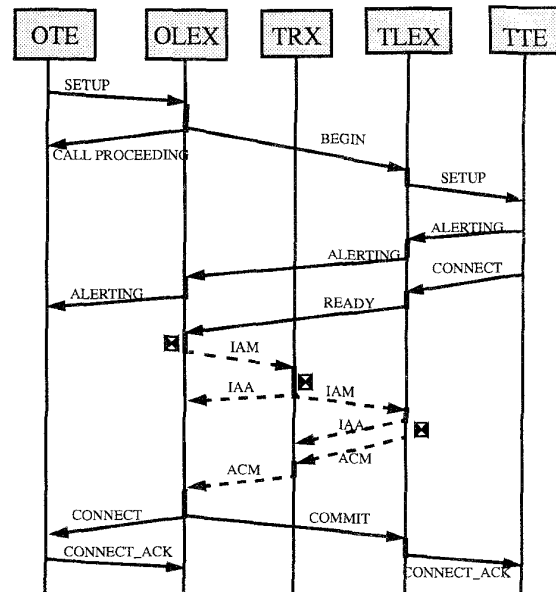 OTE OLEX TRX TLEX TTE
SETUP
CALL PROCEEDING
BEGIN
SETUP
ALERTING
ALERTING
CONNECT
ALERTING
READY
IAM
IAA
IAM
IAA
ACM
ACM
CONNECT
COMMIT
CONNECT_ACK
CONNECT_ACK